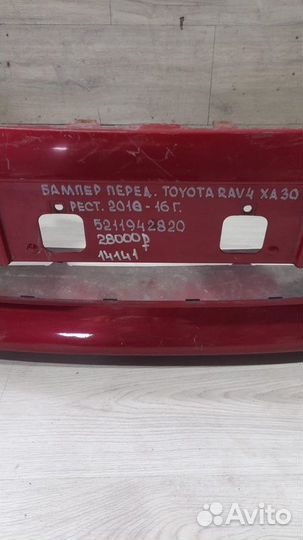 БАМПЕР ПЕРЕД. TOYOTA RAV4 XA30
РЕСТ. 2010 - 16 Г.
5211942820
28000 р
т
14141
Avito